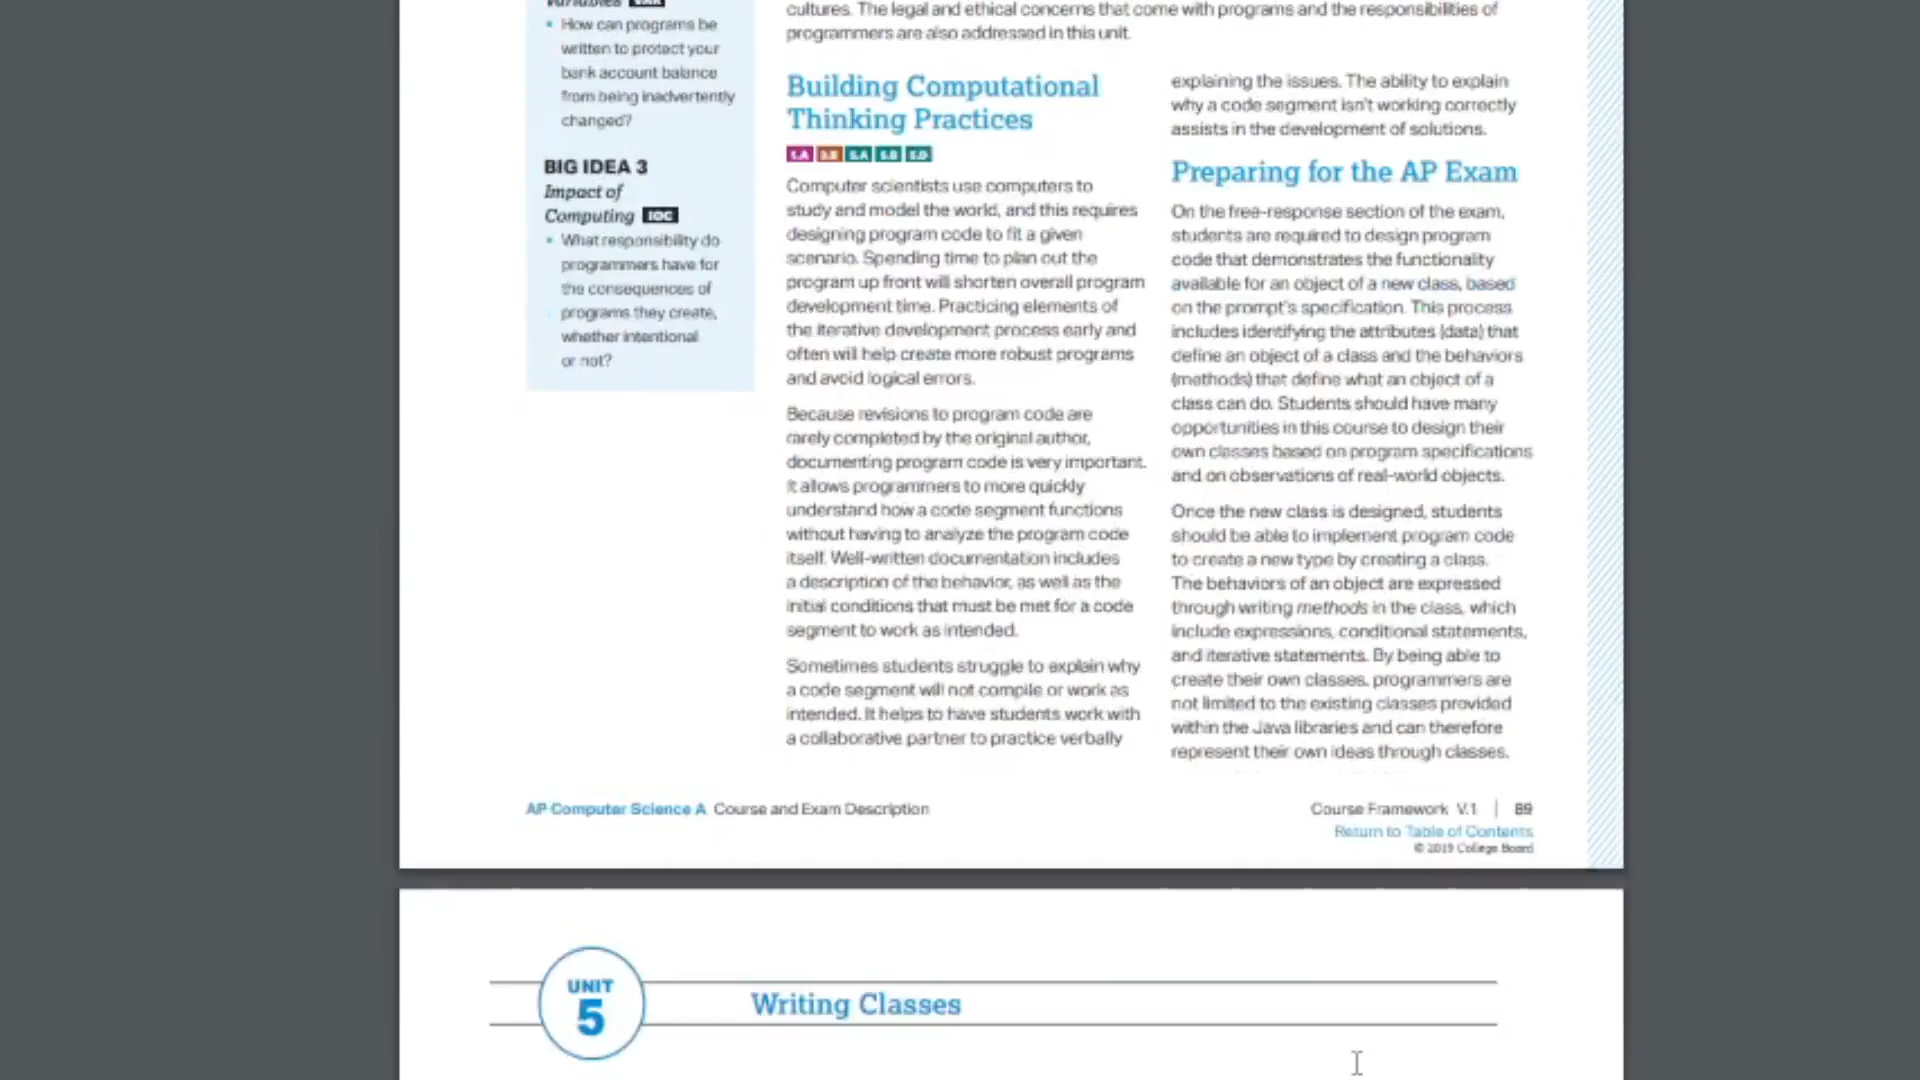 Variables VAR
• How can programs be
written to protect your
bank account balance
from being inadvertently
changed?
BIG IDEA 3
Impact of
Computing IOC
• What responsibility do
programmers have for
the consequences of
programs they create,
whether intentional
or not?
cultures. The legal and ethical concerns that come with programs and the responsibilities of
programmers are also addressed in this unit.
Building Computational
Thinking Practices
1.A 3.B 5.A 5.B 5.D
Computer scientists use computers to
study and model the world, and this requires
designing program code to fit a given
scenario. Spending time to plan out the
program up front will shorten overall program
development time. Practicing elements of
the iterative development process early and
often will help create more robust programs
and avoid logical errors.
Because revisions to program code are
rarely completed by the original author,
documenting program code is very important.
It allows programmers to more quickly
understand how a code segment functions
without having to analyze the program code
itself. Well-written documentation includes
a description of the behavior, as well as the
initial conditions that must be met for a code
segment to work as intended.
Sometimes students struggle to explain why
a code segment will not compile or work as
intended. It helps to have students work with
a collaborative partner to practice verbally
explaining the issues. The ability to explain
why a code segment isn't working correctly
assists in the development of solutions.
Preparing for the AP Exam
On the free-response section of the exam,
students are required to design program
code that demonstrates the functionality
available for an object of a new class, based
on the prompt's specification. This process
includes identifying the attributes (data) that
define an object of a class and the behaviors
(methods) that define what an object of a
class can do. Students should have many
opportunities in this course to design their
own classes based on program specifications
and on observations of real-world objects.
Once the new class is designed, students
should be able to implement program code
to create a new type by creating a class.
The behaviors of an object are expressed
through writing methods in the class, which
include expressions, conditional statements,
and iterative statements. By being able to
create their own classes, programmers are
not limited to the existing classes provided
within the Java libraries and can therefore
represent their own ideas through classes.
AP Computer Science A Course and Exam Description
Course Framework V.1 | 89
Return to Table of Contents
© 2019 College Board
UNIT
5
Writing Classes